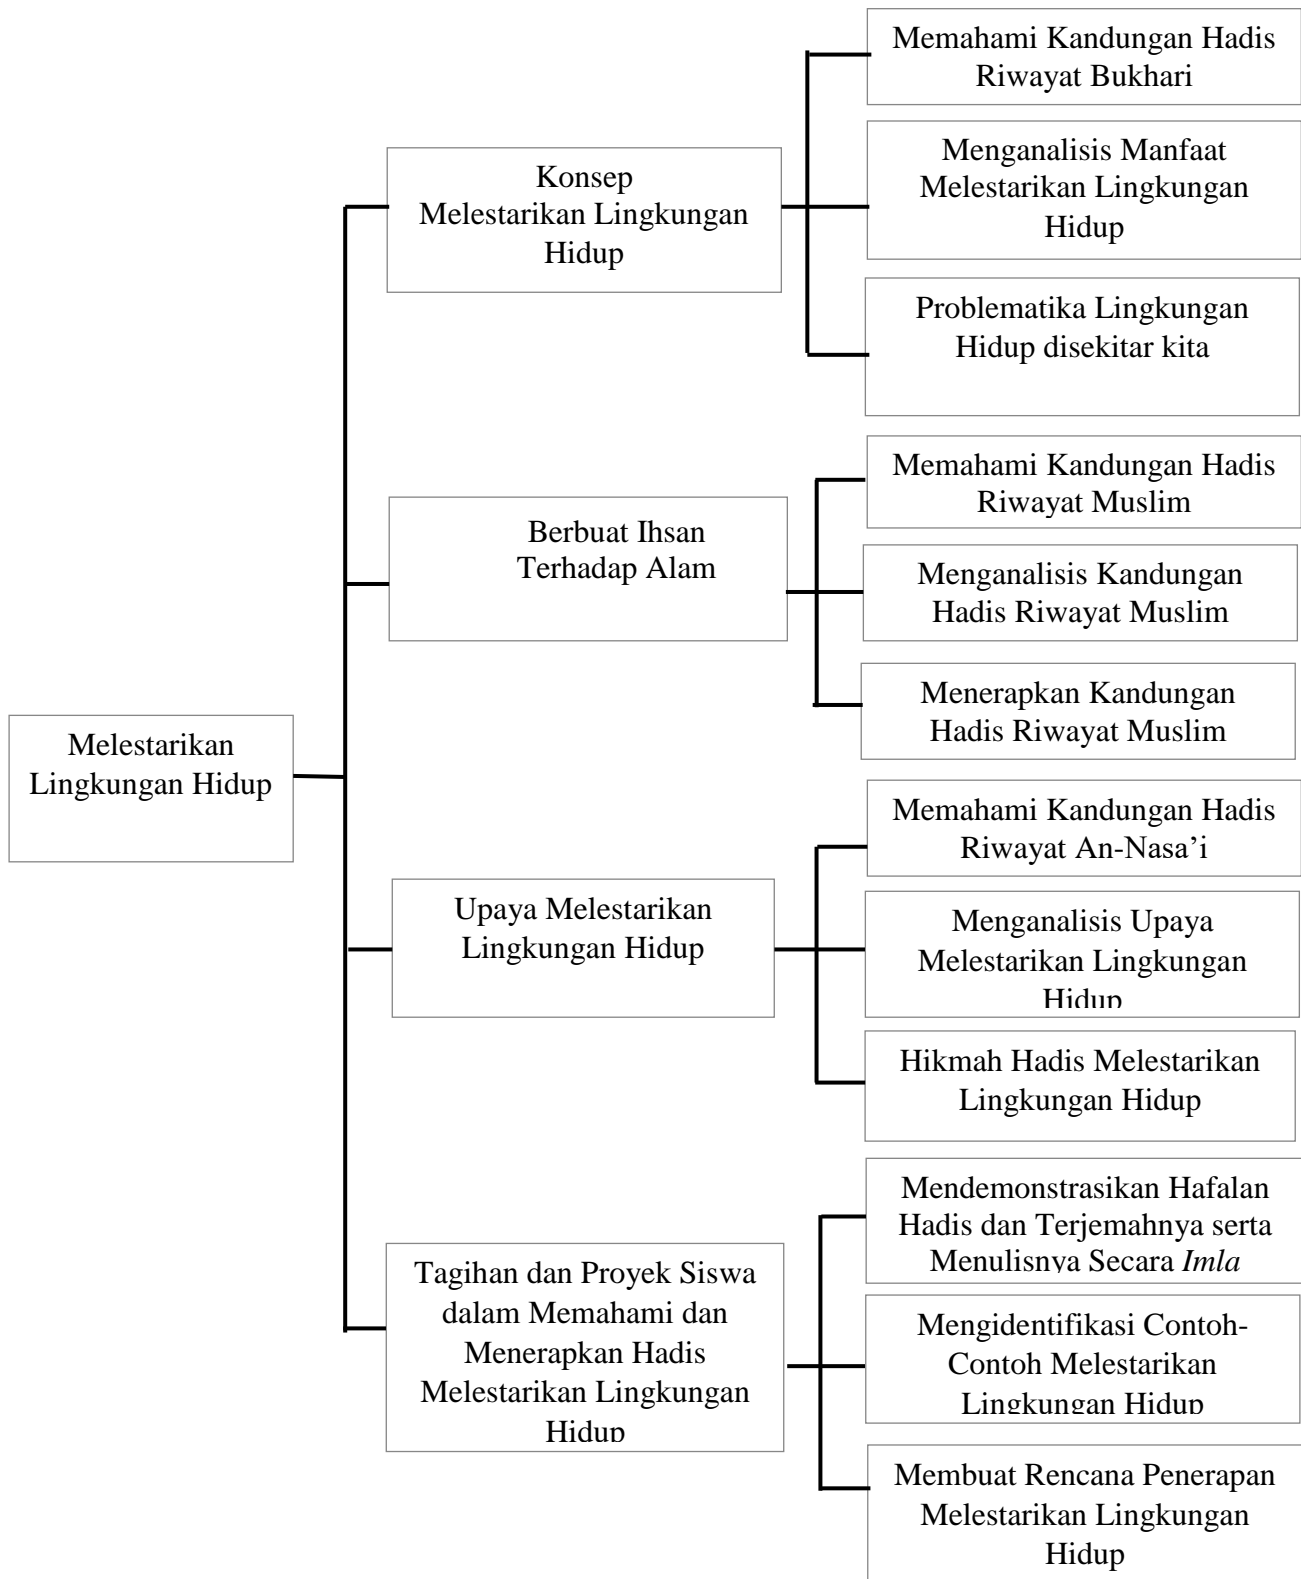 Melestarikan
Lingkungan Hidup
Konsep
Melestarikan Lingkungan
Hidup
Memahami Kandungan Hadis
Riwayat Bukhari
Menganalisis Manfaat
Melestarikan Lingkungan
Hidup
Problematika Lingkungan
Hidup disekitar kita
Berbuat Ihsan
Terhadap Alam
Memahami Kandungan Hadis
Riwayat Muslim
Menganalisis Kandungan
Hadis Riwayat Muslim
Menerapkan Kandungan
Hadis Riwayat Muslim
Upaya Melestarikan
Lingkungan Hidup
Memahami Kandungan Hadis
Riwayat An-Nasa’i
Menganalisis Upaya
Melestarikan Lingkungan
Hidup
Hikmah Hadis Melestarikan
Lingkungan Hidup
Tagihan dan Proyek Siswa
dalam Memahami dan
Menerapkan Hadis
Melestarikan Lingkungan
Hidup
Mendemonstrasikan Hafalan
Hadis dan Terjemahnya serta
Menulisnya Secara Imla
Mengidentifikasi Contoh-
Contoh Melestarikan
Lingkungan Hidup
Membuat Rencana Penerapan
Melestarikan Lingkungan
Hidup